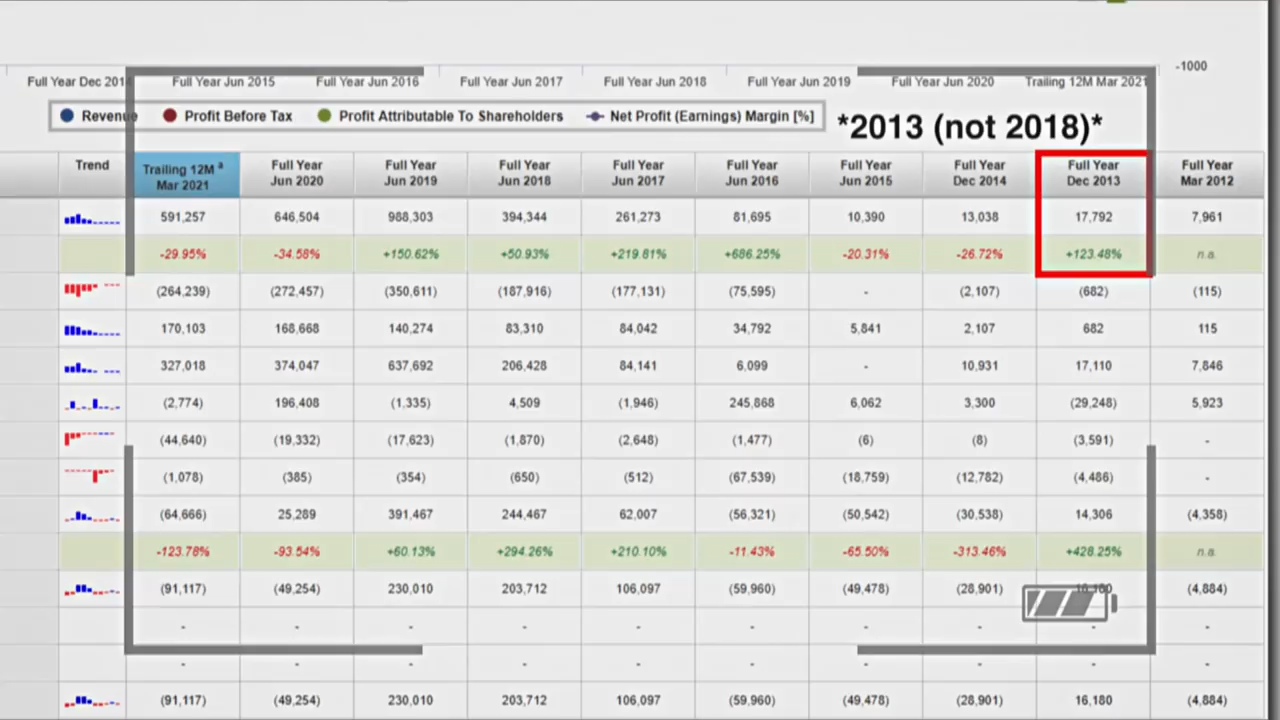 -1000
Full Year Dec 2014 Full Year Jun 2015 Full Year Jun 2016 Full Year Jun 2017 Full Year Jun 2018 Full Year Jun 2019 Full Year Jun 2020 Trailing 12M Mar 2021
Revenue Profit Before Tax Profit Attributable To Shareholders Net Profit (Earnings) Margin [%]
*2013 (not 2018)*
Trend Trailing 12M a Full Year Full Year Full Year Full Year Full Year Full Year Full Year Full Year Full Year
Mar 2021 Jun 2020 Jun 2019 Jun 2018 Jun 2017 Jun 2016 Jun 2015 Dec 2014 Dec 2013 Mar 2012
591,257 646,504 988,303 394,344 261,273 81,695 10,390 13,038 17,792 7,961
-29.95% -34.58% +150.62% +50.93% +219.81% +686.25% -20.31% -26.72% +123.48% n.a.
(264,239) (272,457) (350,611) (187,916) (177,131) (75,595) - (2,107) (682) (115)
170,103 168,668 140,274 83,310 84,042 34,792 5,841 2,107 682 115
327,018 374,047 637,692 206,428 84,141 6,099 - 10,931 17,110 7,846
(2,774) 196,408 (1,335) 4,509 (1,946) 245,868 6,062 3,300 (29,248) 5,923
(44,640) (19,332) (17,623) (1,870) (2,648) (1,477) (6) (8) (3,591) -
(1,078) (385) (354) (650) (512) (67,539) (18,759) (12,782) (4,486) -
(64,666) 25,289 391,467 244,467 62,007 (56,321) (50,542) (30,538) 14,306 (4,358)
-123.78% -93.54% +60.13% +294.26% +210.10% -11.43% -65.50% -313.46% +428.25% n.a.
(91,117) (49,254) 230,010 203,712 106,097 (59,960) (49,478) (28,901) 16,180 (4,884)
- - - - - - - - - -
- - - - - - - - - -
(91,117) (49,254) 230,010 203,712 106,097 (59,960) (49,478) (28,901) 16,180 (4,884)